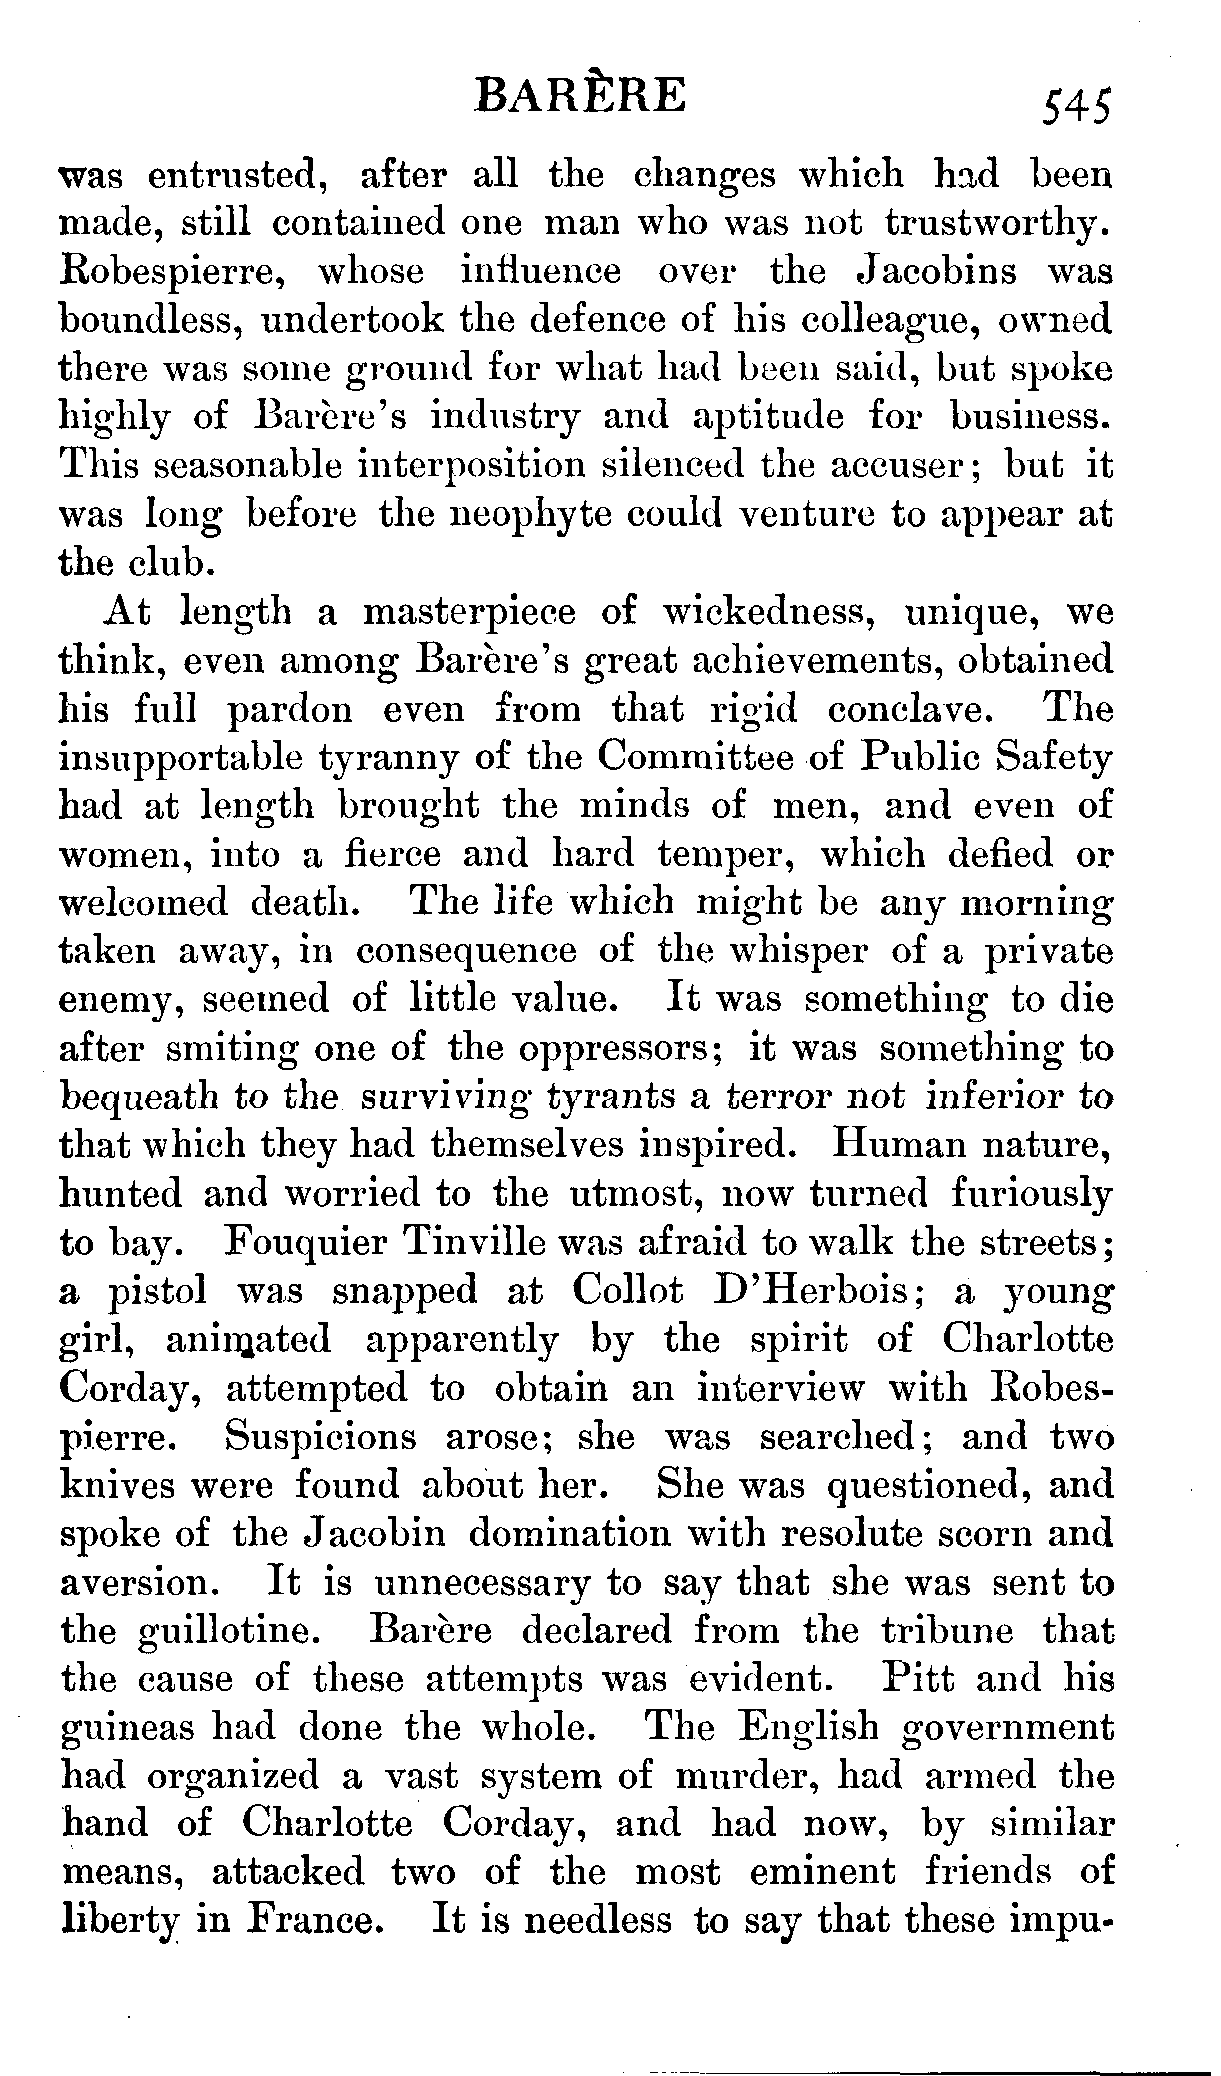 BARÈRE 545
was entrusted, after all the changes which had been
made, still contained one man who was not trustworthy.
Robespierre, whose influence over the Jacobins was
boundless, undertook the defence of his colleague, owned
there was some ground for what had been said, but spoke
highly of Barère's industry and aptitude for business.
This seasonable interposition silenced the accuser; but it
was long before the neophyte could venture to appear at
the club.
At length a masterpiece of wickedness, unique, we
think, even among Barère's great achievements, obtained
his full pardon even from that rigid conclave. The
insupportable tyranny of the Committee of Public Safety
had at length brought the minds of men, and even of
women, into a fierce and hard temper, which defied or
welcomed death. The life which might be any morning
taken away, in consequence of the whisper of a private
enemy, seemed of little value. It was something to die
after smiting one of the oppressors; it was something to
bequeath to the surviving tyrants a terror not inferior to
that which they had themselves inspired. Human nature,
hunted and worried to the utmost, now turned furiously
to bay. Fouquier Tinville was afraid to walk the streets;
a pistol was snapped at Collot D'Herbois; a young
girl, animated apparently by the spirit of Charlotte
Corday, attempted to obtain an interview with Robes-
pierre. Suspicions arose; she was searched; and two
knives were found about her. She was questioned, and
spoke of the Jacobin domination with resolute scorn and
aversion. It is unnecessary to say that she was sent to
the guillotine. Barère declared from the tribune that
the cause of these attempts was evident. Pitt and his
guineas had done the whole. The English government
had organized a vast system of murder, had armed the
hand of Charlotte Corday, and had now, by similar
means, attacked two of the most eminent friends of
liberty in France. It is needless to say that these impu-